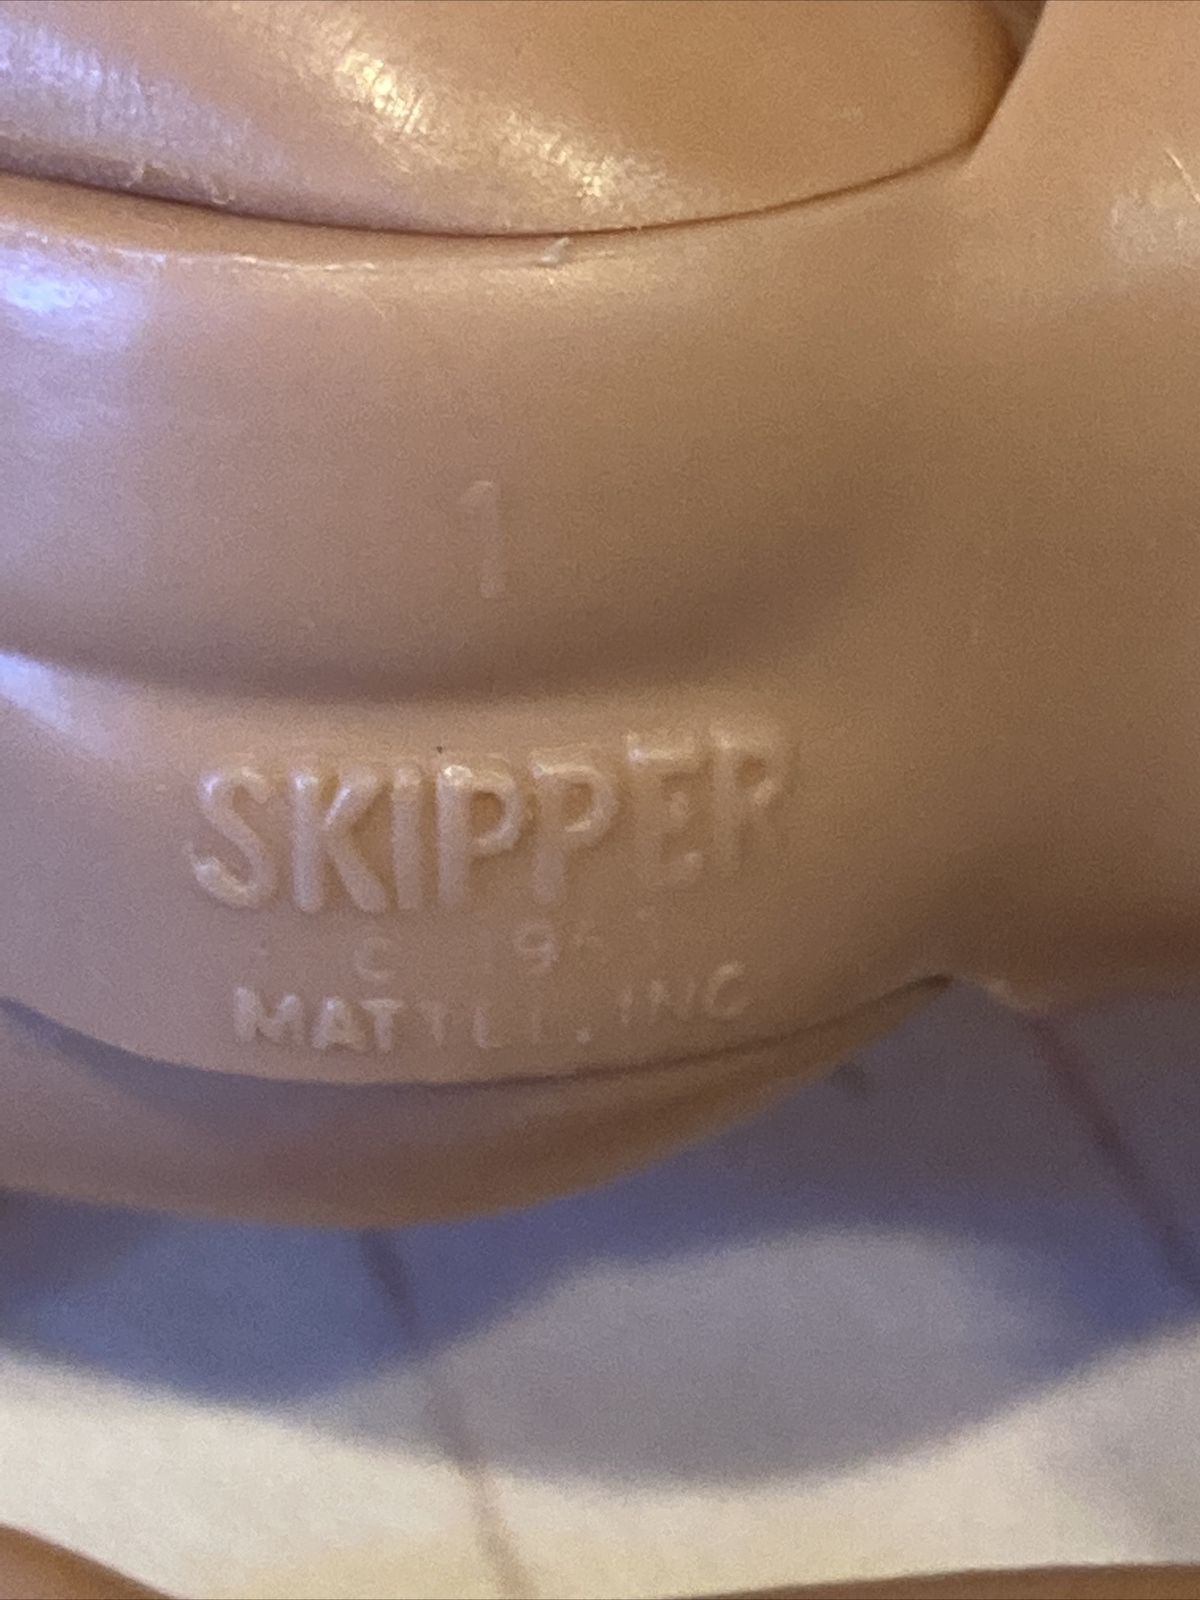 1
SKIPPER
MATTEL, INC